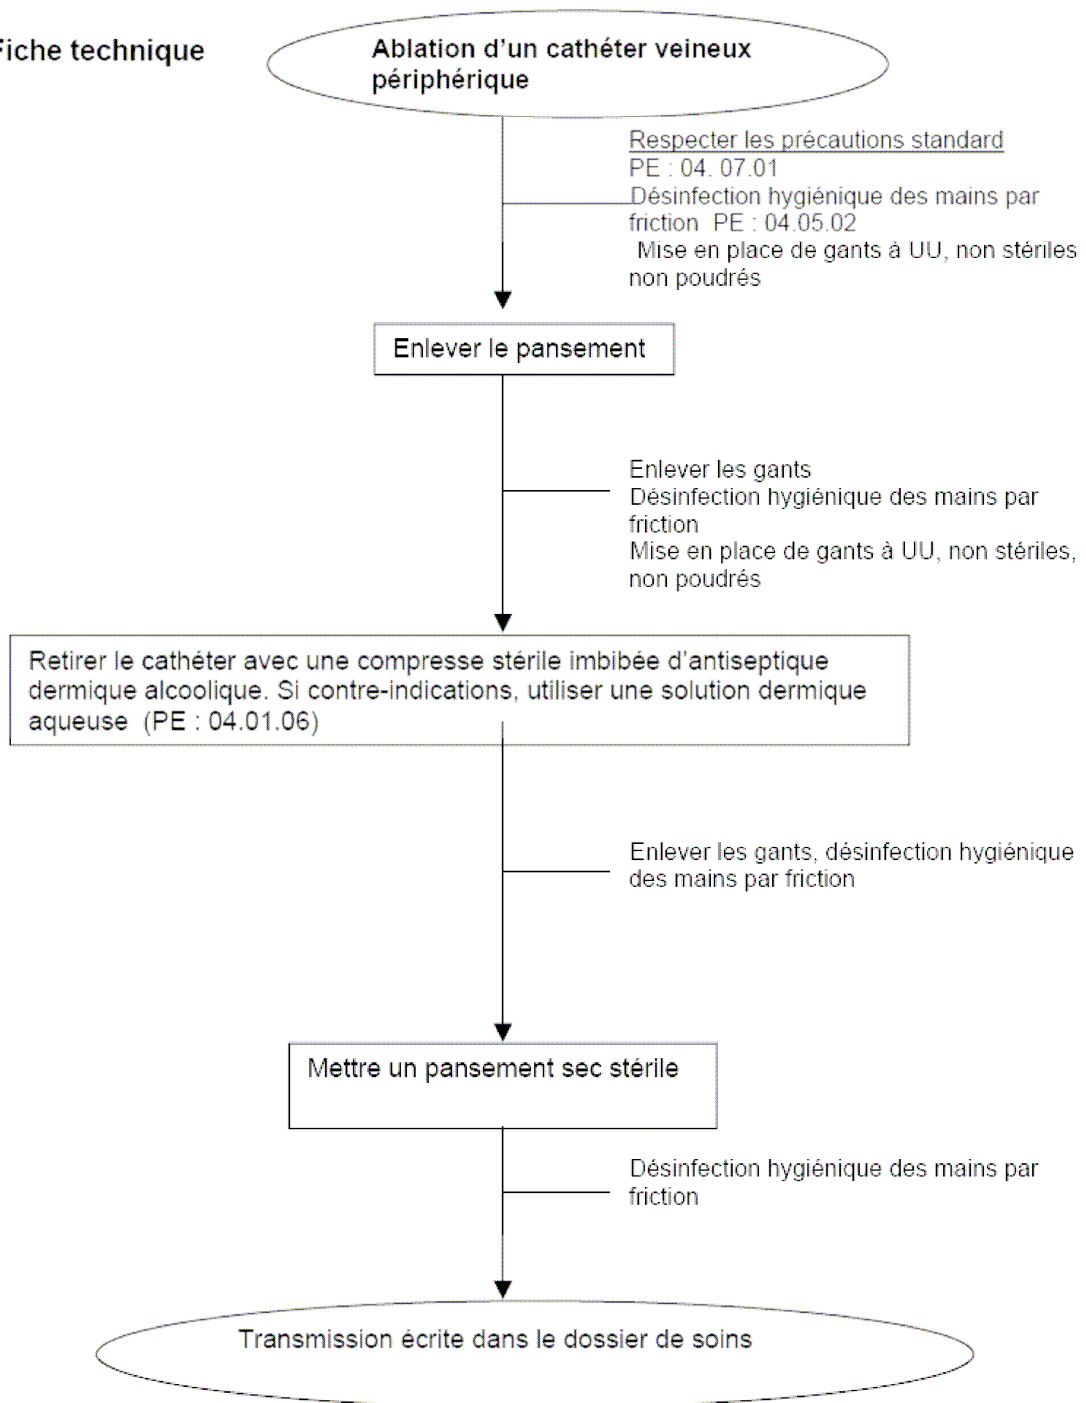 Fiche technique
Ablation d'un cathéter veineux
périphérique
Respecter les précautions standard
PE : 04. 07.01
Désinfection hygiénique des mains par
friction PE : 04.05.02
Mise en place de gants à UU, non stériles
non poudrés
Enlever le pansement
Enlever les gants
Désinfection hygiénique des mains par
friction
Mise en place de gants à UU, non stériles,
non poudrés
Retirer le cathéter avec une compresse stérile imbibée d'antiseptique
dermique alcoolique. Si contre-indications, utiliser une solution dermique
aqueuse (PE : 04.01.06)
Enlever les gants, désinfection hygiénique
des mains par friction
Mettre un pansement sec stérile
Désinfection hygiénique des mains par
friction
Transmission écrite dans le dossier de soins